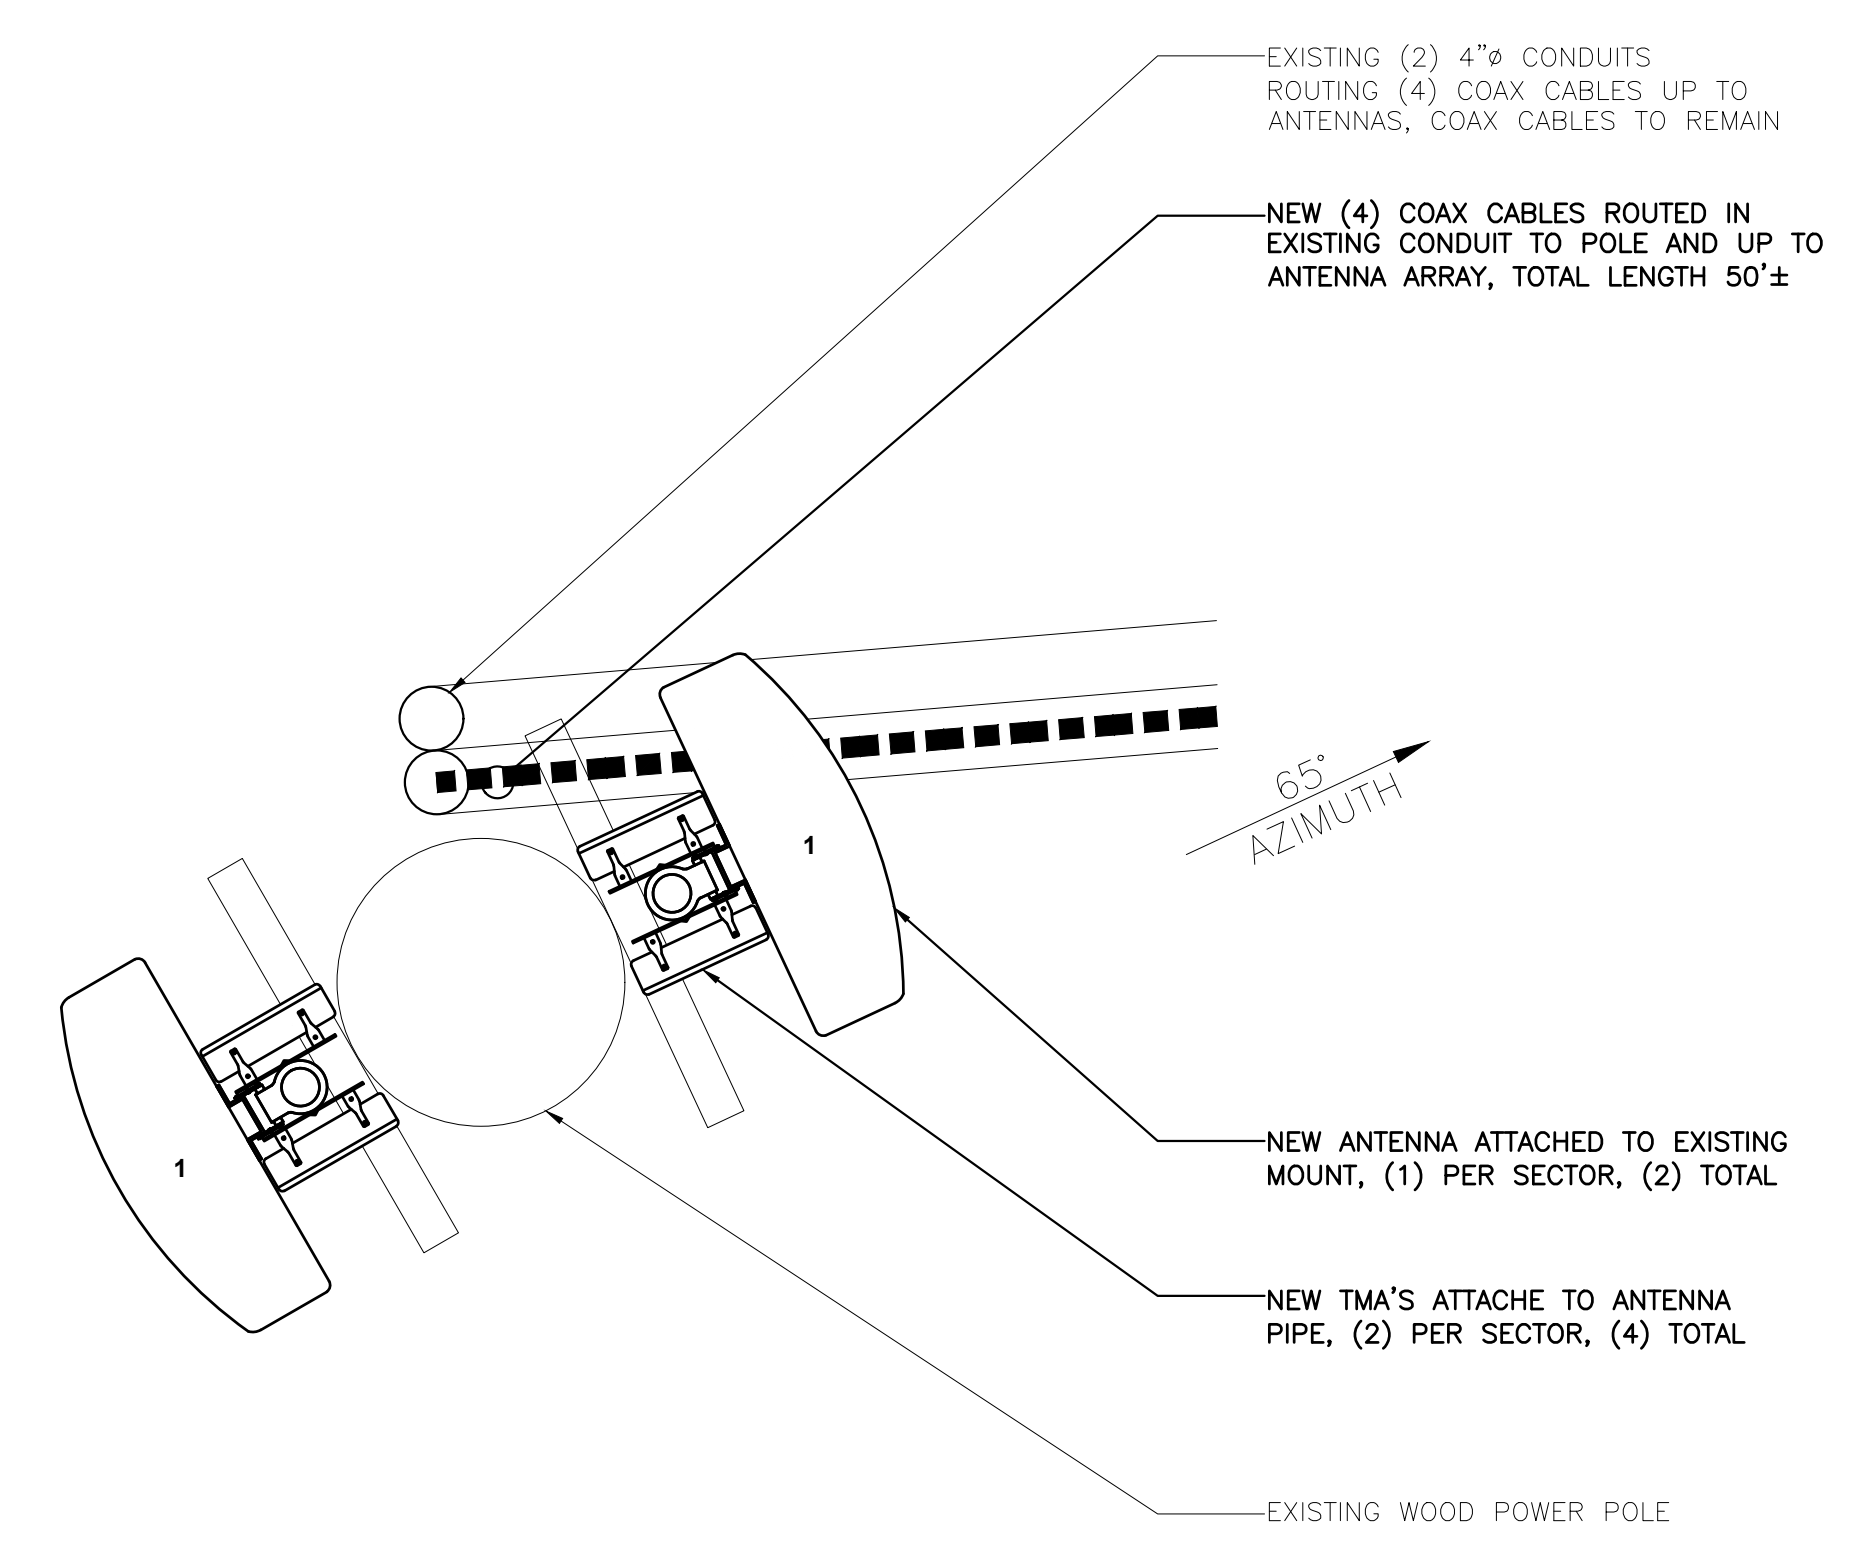 EXISTING (2) 4"ø CONDUITS
ROUTING (4) COAX CABLES UP TO
ANTENNAS, COAX CABLES TO REMAIN
NEW (4) COAX CABLES ROUTED IN
EXISTING CONDUIT TO POLE AND UP TO
ANTENNA ARRAY, TOTAL LENGTH 50'±
65°
AZIMUTH
1
1
NEW ANTENNA ATTACHED TO EXISTING
MOUNT, (1) PER SECTOR, (2) TOTAL
NEW TMA'S ATTACHE TO ANTENNA
PIPE, (2) PER SECTOR, (4) TOTAL
EXISTING WOOD POWER POLE